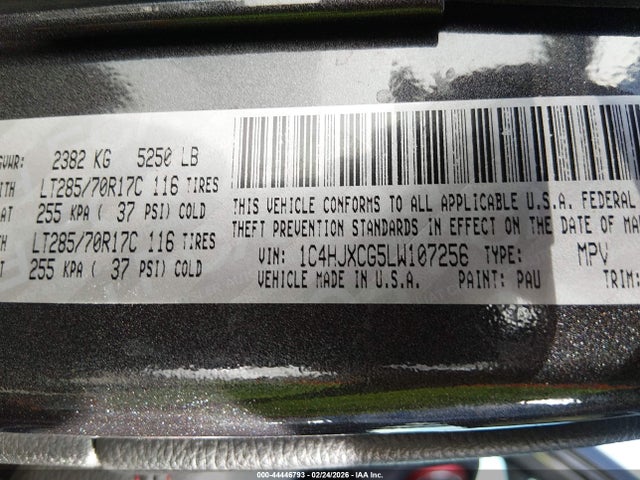 GVWR: 2382 KG 5250 LB
LT285/70R17C 116 TIRES
255 KPA ( 37 PSI) COLD
LT285/70R17C 116 TIRES
255 KPA ( 37 PSI) COLD
THIS VEHICLE CONFORMS TO ALL APPLICABLE U.S.A. FEDERAL
THEFT PREVENTION STANDARDS IN EFFECT ON THE DATE OF
VIN: 1C4HJXCG5LW107256 TYPE: MPV
VEHICLE MADE IN U.S.A. PAINT: PAU TRIM:
000-44446793 - 02/24/2026 - IAA Inc.